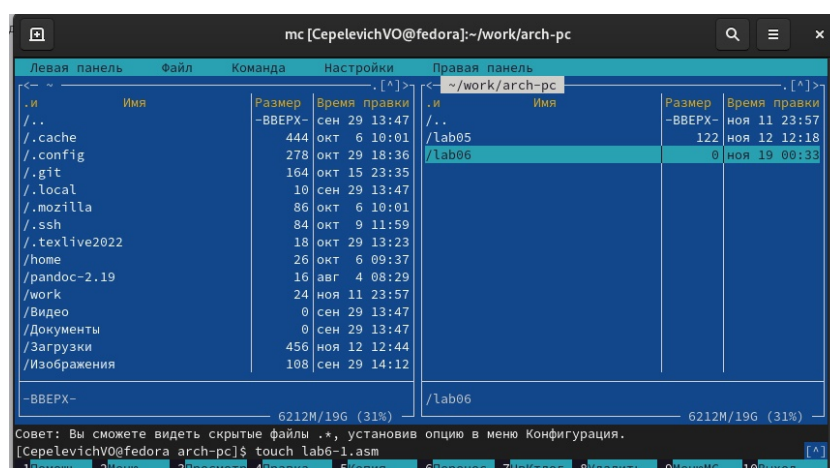 mc [CepelevichVO@fedora]:~/work/arch-pc
Левая панель Файл Команда Настройки Правая панель
<— ~ .[^]>
.и Имя Размер Время правки
/.. -ВВЕРХ- сен 29 13:47
/.cache 444 окт 6 10:01
/.config 278 окт 29 18:36
/.git 164 окт 15 23:35
/.local 10 сен 29 13:47
/.mozilla 86 окт 6 10:01
/.ssh 84 окт 9 11:59
/.texlive2022 18 окт 29 13:23
/home 26 окт 6 09:37
/pandoc-2.19 16 авг 4 08:29
/work 24 ноя 11 23:57
/Видео 0 сен 29 13:47
/Документы 0 сен 29 13:47
/Загрузки 456 ноя 12 12:44
/Изображения 108 сен 29 14:12
-ВВЕРХ-
6212M/19G (31%)
<— ~/work/arch-pc .[^]>
.и Имя Размер Время правки
/.. -ВВЕРХ- ноя 11 23:57
/lab05 122 ноя 12 12:18
/lab06 0 ноя 19 00:33
/lab06
6212M/19G (31%)
Совет: Вы сможете видеть скрытые файлы .*, установив опцию в меню Конфигурация.
[CepelevichVO@fedora arch-pc]$ touch lab6-1.asm [^]